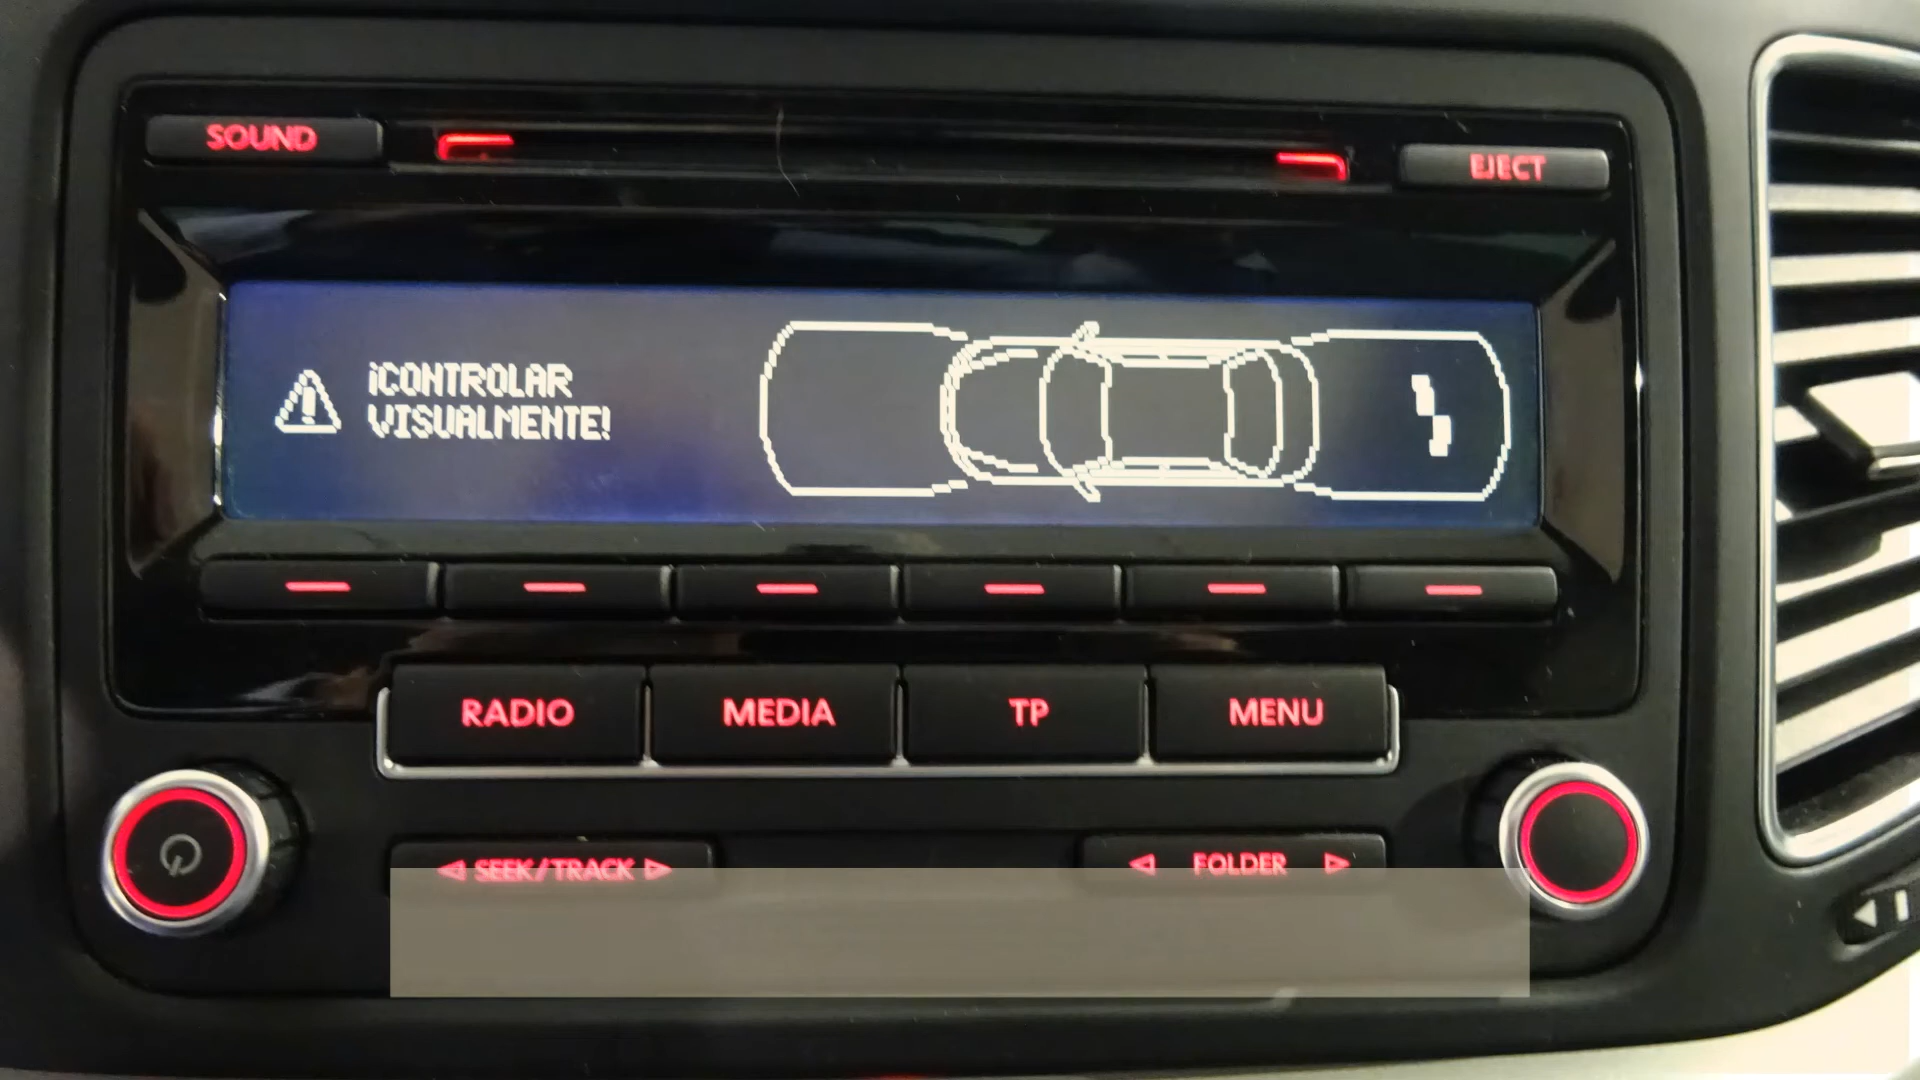 SOUND
EJECT
¡CONTROLAR
VISUALMENTE!
RADIO
MEDIA
TP
MENU
SEEK/TRACK
FOLDER